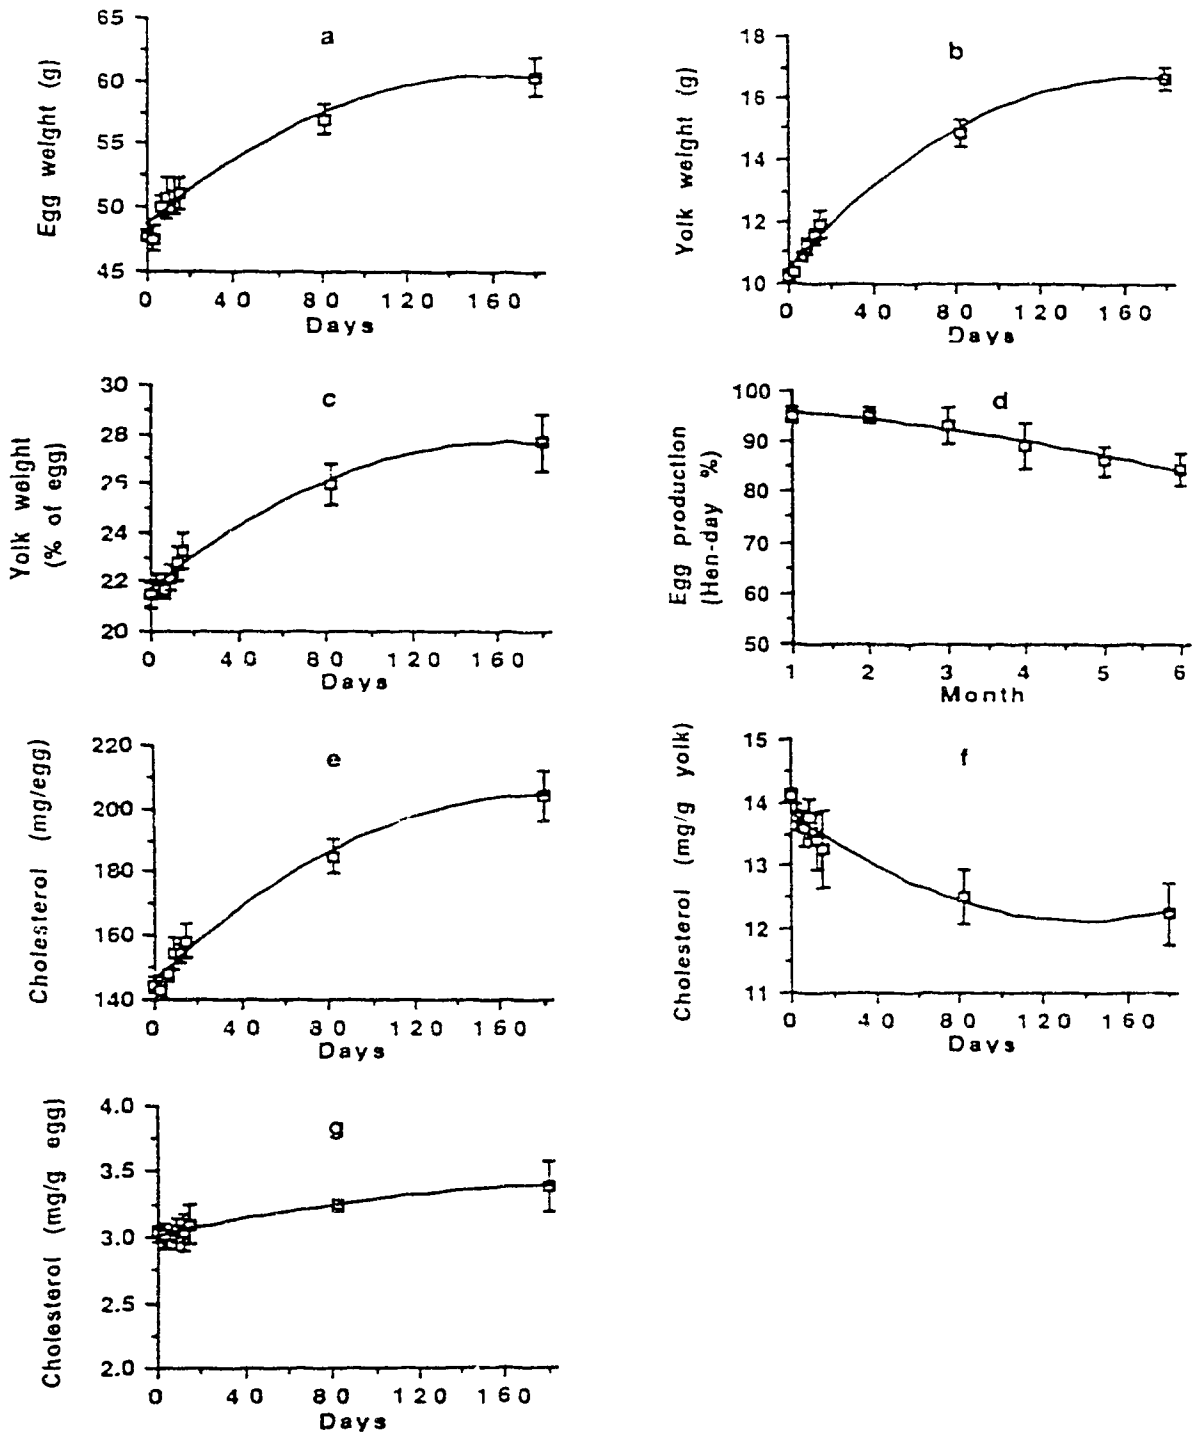 a
Egg weight (g)
65
60
55
50
45
0 40 80 120 160
Days
b
Yolk weight (g)
18
16
14
12
10
0 40 80 120 160
Days
c
Yolk weight
(% of egg)
30
28
26
24
22
20
0 40 80 120 160
Days
d
Egg production
(Hen-day %)
100
90
80
70
60
50
1 2 3 4 5 6
Month
e
Cholesterol (mg/egg)
220
200
180
160
140
0 40 80 120 160
Days
f
Cholesterol (mg/g yolk)
15
14
13
12
11
0 40 80 120 160
Days
g
Cholesterol (mg/g egg)
4.0
3.5
3.0
2.5
2.0
0 40 80 120 160
Days